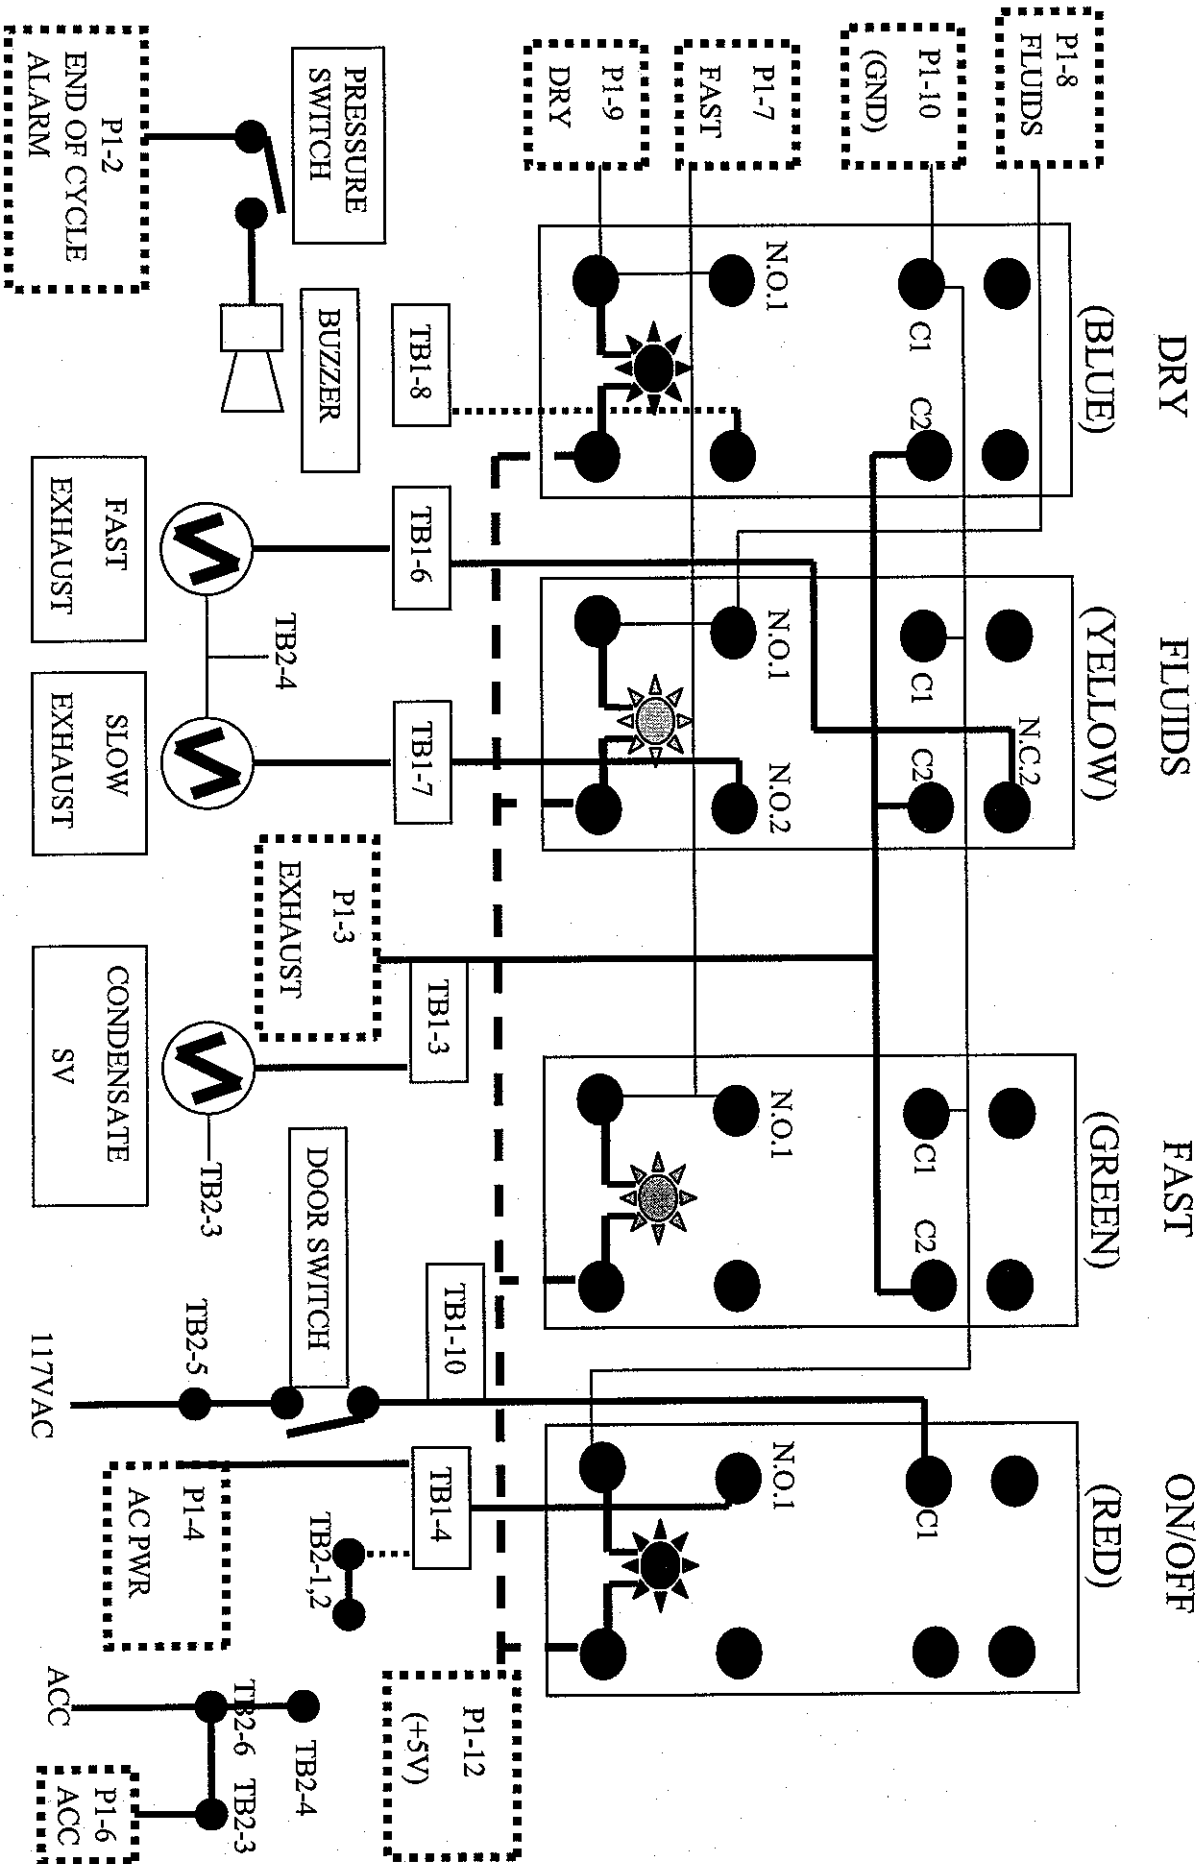 DRY
(BLUE)
FLUIDS
(YELLOW)
FAST
(GREEN)
ON/OFF
(RED)
P1-8
FLUIDS
P1-10
(GND)
P1-7
FAST
P1-9
DRY
C1
C2
N.O.1
C1
C2
N.C.2
N.O.1
N.O.2
C1
C2
N.O.1
C1
N.O.1
PRESSURE
SWITCH
P1-2
END OF CYCLE
ALARM
BUZZER
TB1-8
TB1-6
TB1-7
TB1-3
TB1-10
TB1-4
FAST
EXHAUST
TB2-4
SLOW
EXHAUST
P1-3
EXHAUST
CONDENSATE
SV
TB2-3
DOOR SWITCH
TB2-5
117VAC
P1-4
AC PWR
TB2-1,2
P1-12
(+5V)
TB2-4
TB2-6
TB2-3
ACC
P1-6
ACC